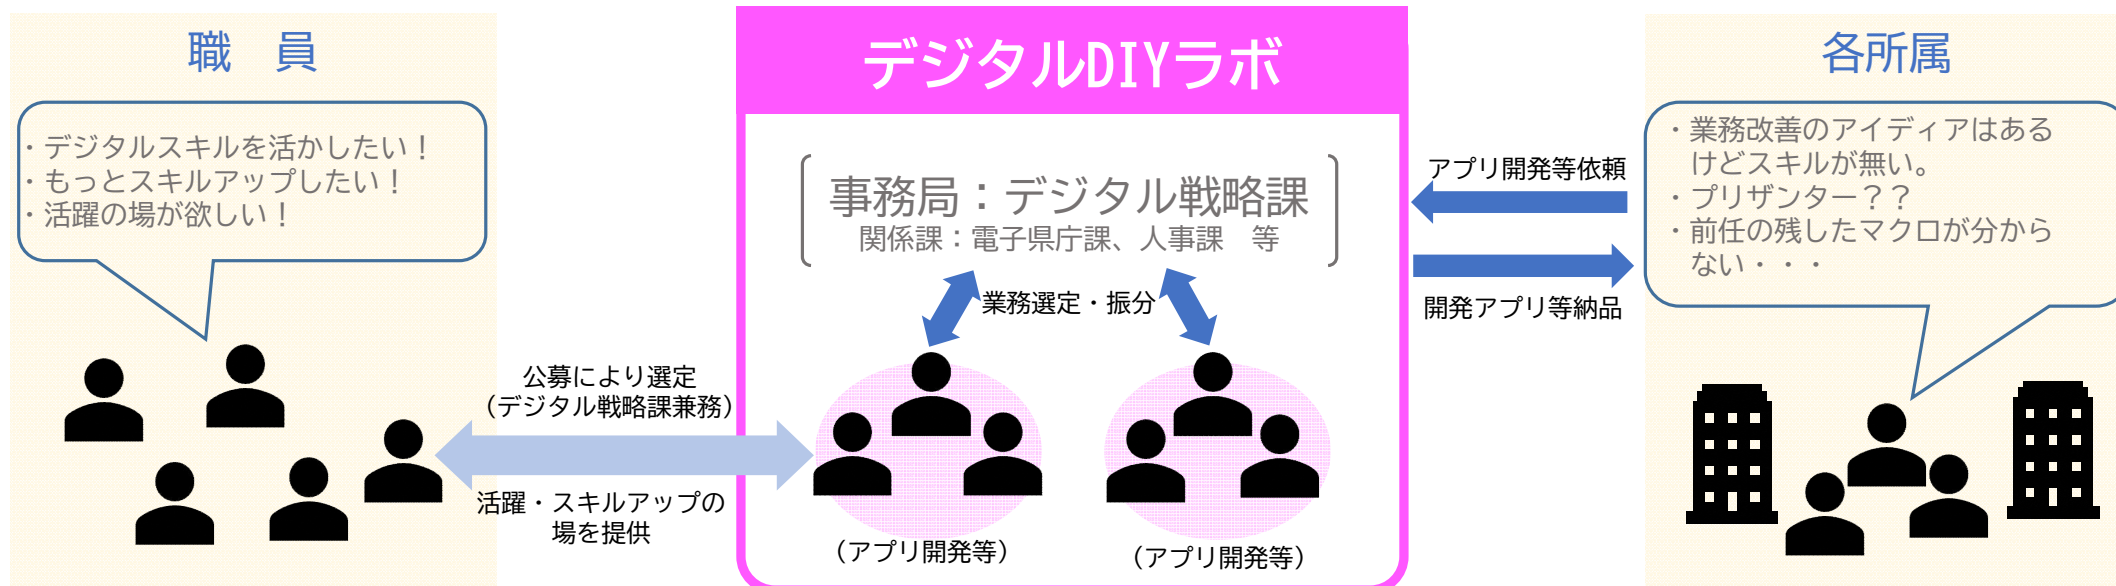 職　員
・デジタルスキルを活かしたい！
・もっとスキルアップしたい！
・活躍の場が欲しい！
公募により選定
（デジタル戦略課兼務）
活躍・スキルアップの
場を提供
デジタルDIYラボ
事務局：デジタル戦略課
関係課：電子県庁課、人事課　等
業務選定・振分
（アプリ開発等）
（アプリ開発等）
アプリ開発等依頼
開発アプリ等納品
各所属
・業務改善のアイディアはある
けどスキルが無い。
・プリザンター？？
・前任の残したマクロが分から
ない・・・